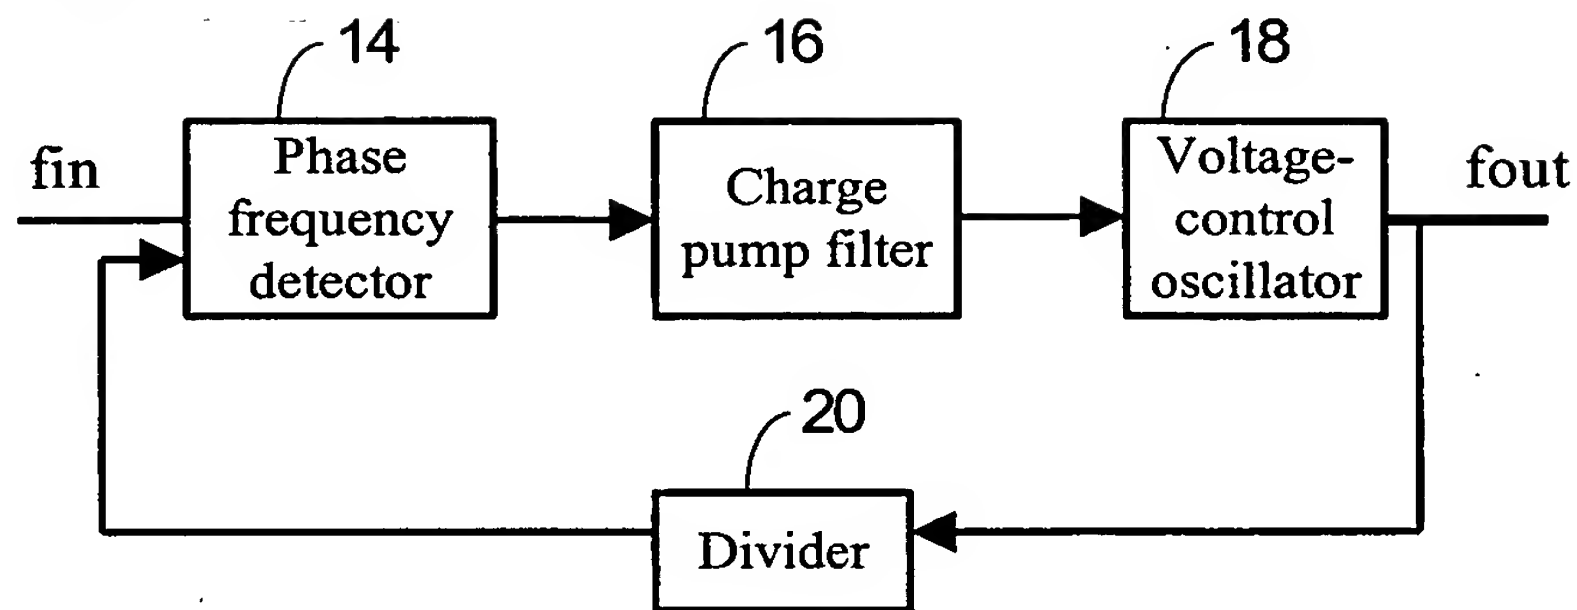 14
16
18
fin
Phase
frequency
detector
Charge
pump filter
Voltage-
control
oscillator
fout
20
Divider